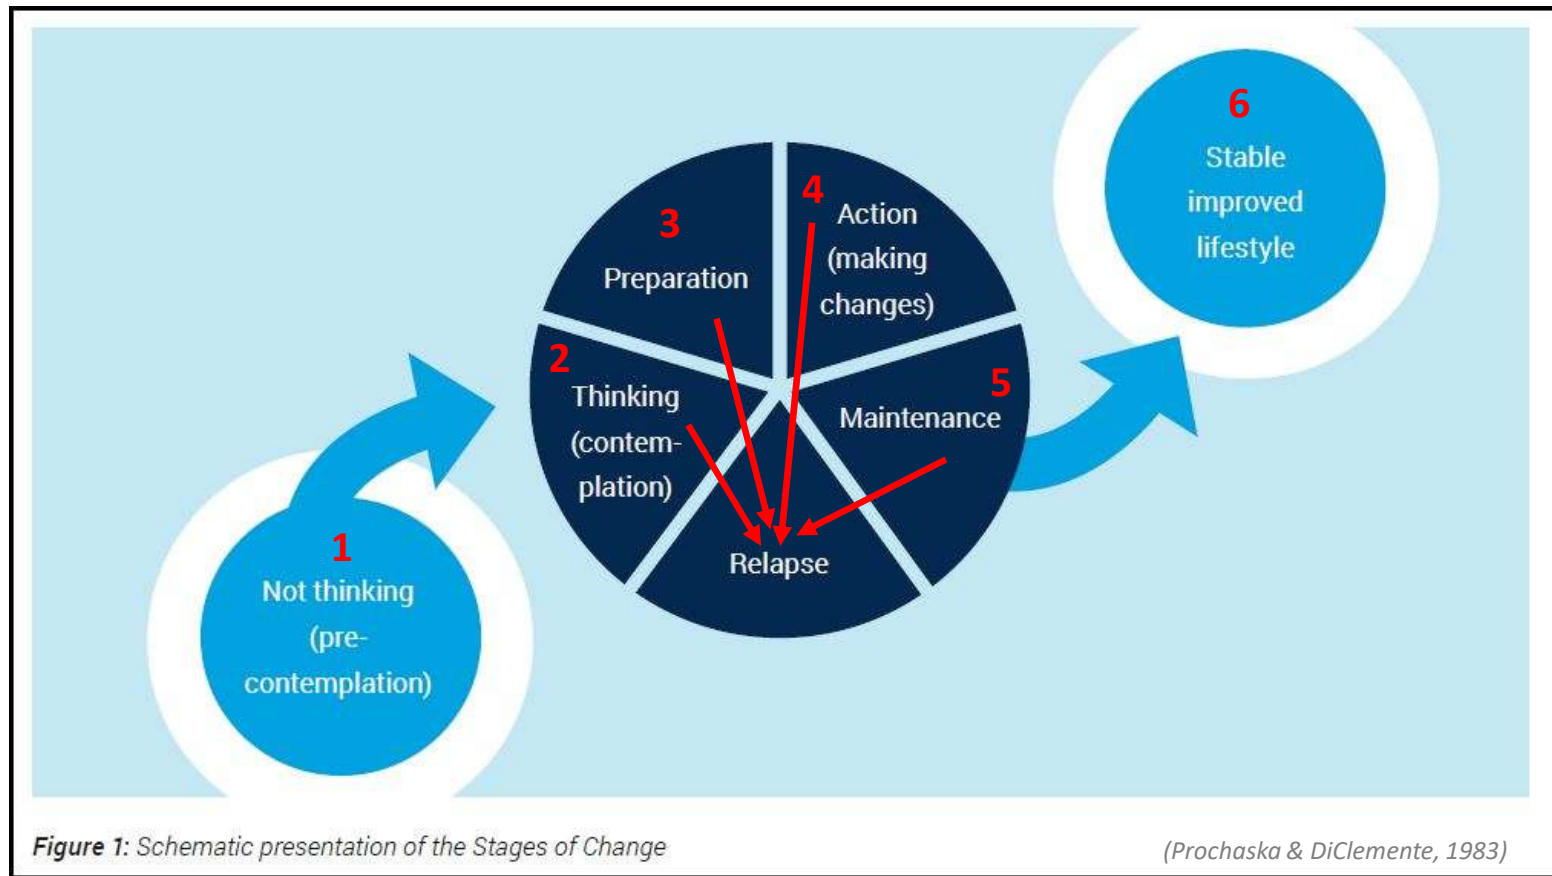 1
Not thinking
(pre-
contemplation)
2
Thinking
(contem-
plation)
3
Preparation
4
Action
(making
changes)
5
Maintenance
Relapse
6
Stable
improved
lifestyle
Figure 1: Schematic presentation of the Stages of Change
(Prochaska & DiClemente, 1983)